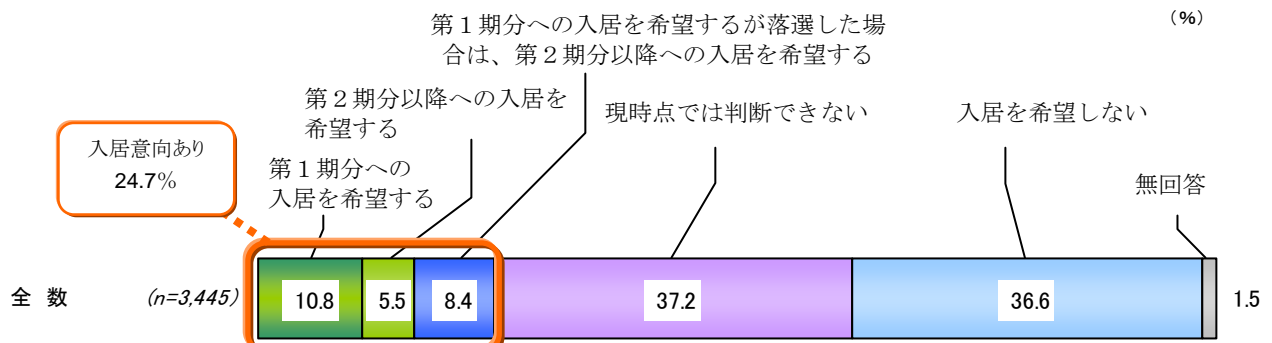 （%）
第１期分への入居を希望するが落選した場
合は、第２期分以降への入居を希望する
第２期分以降への入居を
希望する
現時点では判断できない
入居を希望しない
入居意向あり
24.7%
第１期分への
入居を希望する
無回答
全 数 (n=3,445) 10.8 5.5 8.4 37.2 36.6 1.5